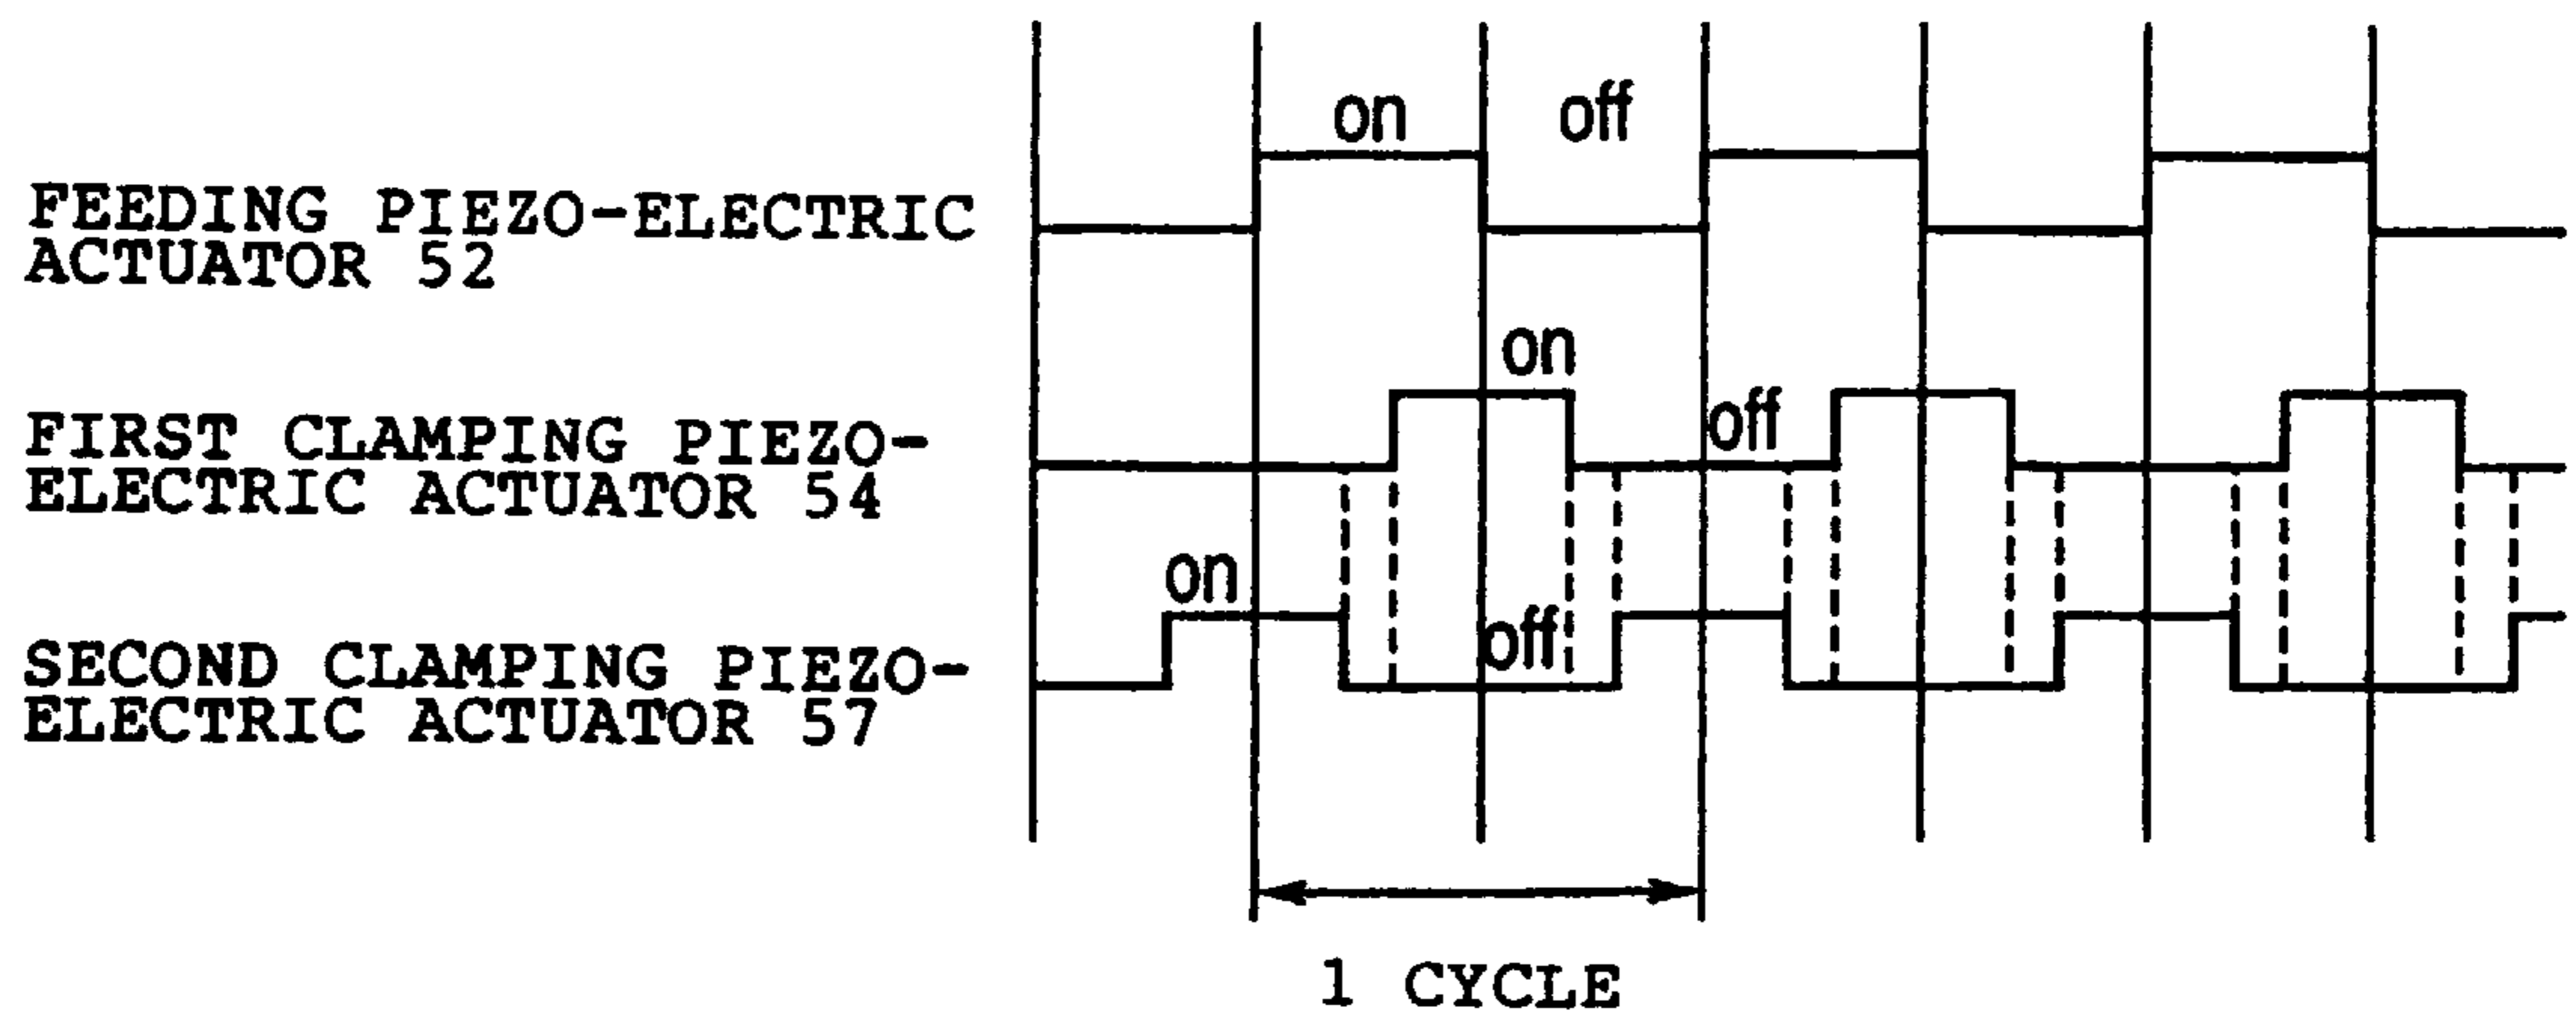 on off
FEEDING PIEZO-ELECTRIC
ACTUATOR 52
on
off
FIRST CLAMPING PIEZO-
ELECTRIC ACTUATOR 54
on
off
SECOND CLAMPING PIEZO-
ELECTRIC ACTUATOR 57
1 CYCLE